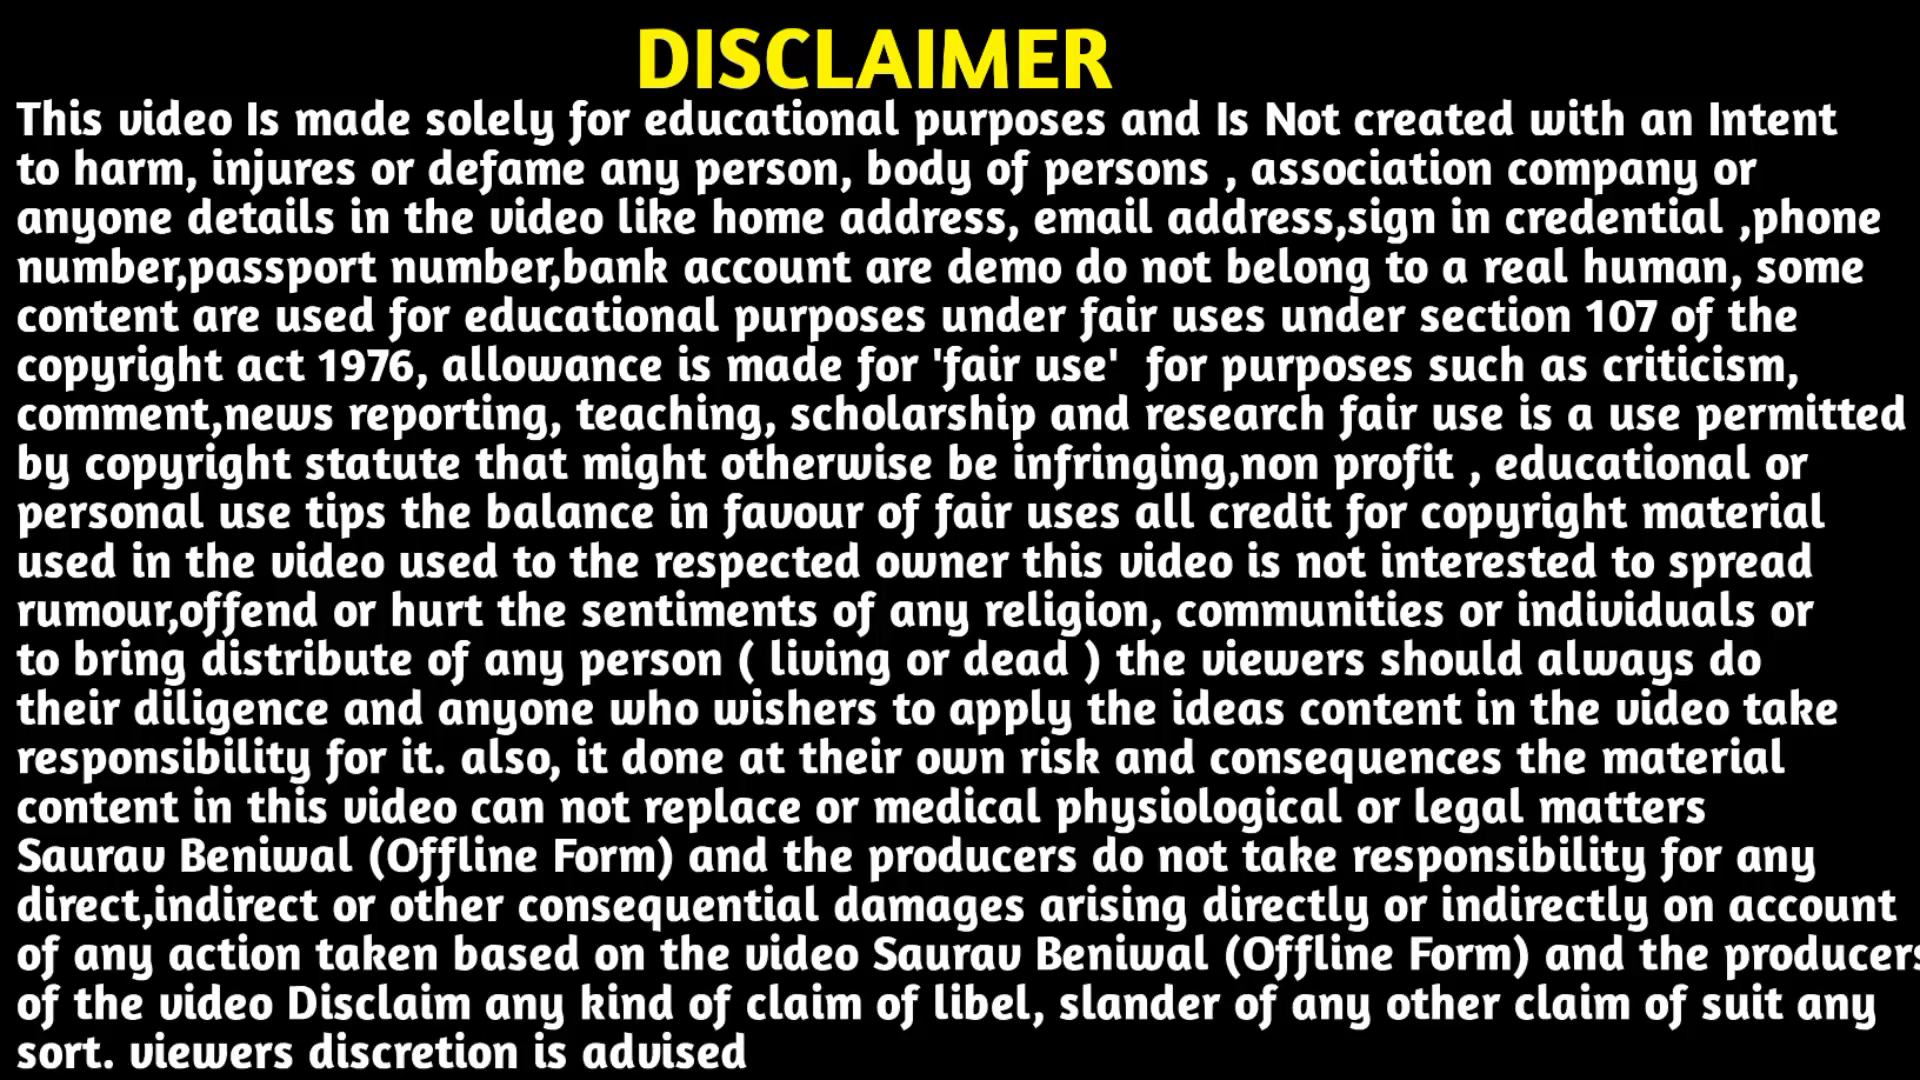 DISCLAIMER
This video Is made solely for educational purposes and Is Not created with an Intent
to harm, injures or defame any person, body of persons , association company or
anyone details in the video like home address, email address,sign in credential ,phone
number,passport number,bank account are demo do not belong to a real human, some
content are used for educational purposes under fair uses under section 107 of the
copyright act 1976, allowance is made for 'fair use'  for purposes such as criticism,
comment,news reporting, teaching, scholarship and research fair use is a use permitted
by copyright statute that might otherwise be infringing,non profit , educational or
personal use tips the balance in favour of fair uses all credit for copyright material
used in the video used to the respected owner this video is not interested to spread
rumour,offend or hurt the sentiments of any religion, communities or individuals or
to bring distribute of any person ( living or dead ) the viewers should always do
their diligence and anyone who wishers to apply the ideas content in the video take
responsibility for it. also, it done at their own risk and consequences the material
content in this video can not replace or medical physiological or legal matters
Saurav Beniwal (Offline Form) and the producers do not take responsibility for any
direct,indirect or other consequential damages arising directly or indirectly on account
of any action taken based on the video Saurav Beniwal (Offline Form) and the producers
of the video Disclaim any kind of claim of libel, slander of any other claim of suit any
sort. viewers discretion is advised